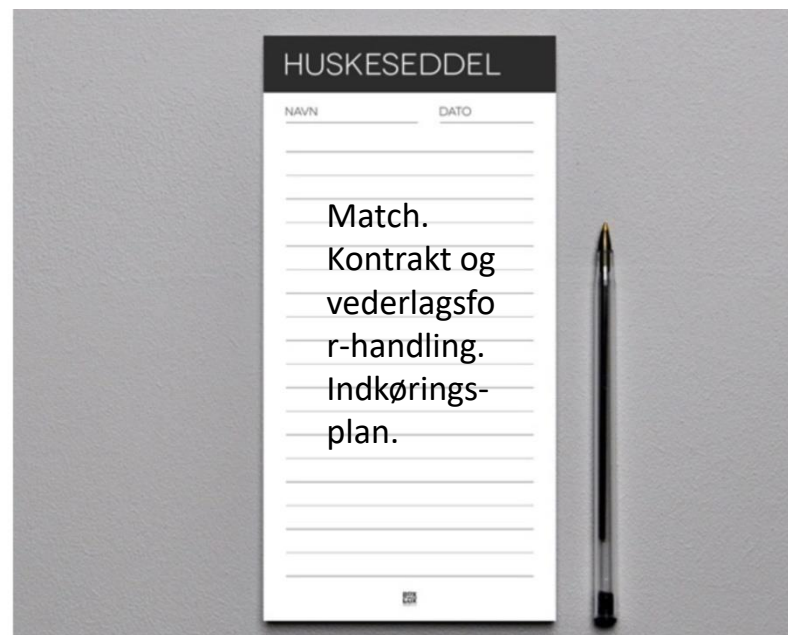 HUSKESEDDEL
NAVN DATO
Match.
Kontrakt og
vederlagsfo
r-handling.
Indkørings-
plan.